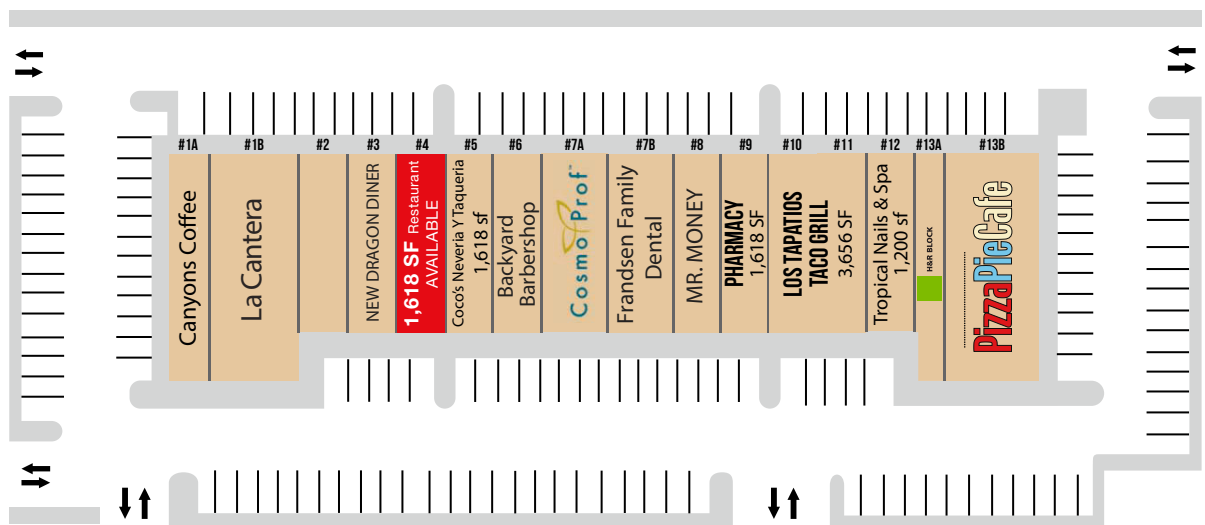 #1A
#1B
#2
#3
#4
#5
#6
#7A
#7B
#8
#9
#10
#11
#12
#13A
#13B
Canyons Coffee
La Cantera
NEW DRAGON DINER
1,618 SF Restaurant
AVAILABLE
Coco's Neveria Y Taqueria
1,618 sf
Backyard
Barbershop
CosmoProf
Frandsen Family
Dental
MR. MONEY
PHARMACY
1,618 SF
LOS TAPATIOS
TACO GRILL
3,656 SF
Tropical Nails & Spa
1,200 sf
H&R BLOCK
PizzaPieCafe